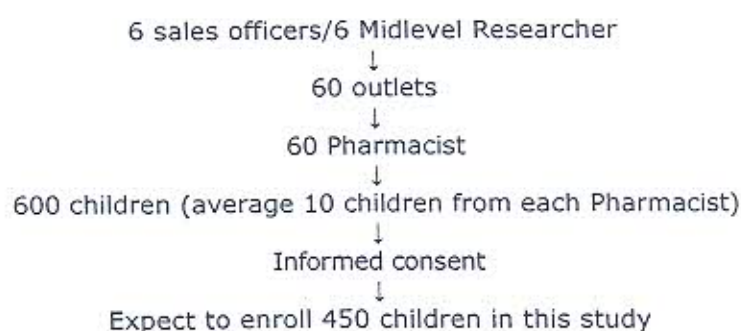 6 sales officers/6 Midlevel Researcher
↓
60 outlets
↓
60 Pharmacist
↓
600 children (average 10 children from each Pharmacist)
↓
Informed consent
↓
Expect to enroll 450 children in this study